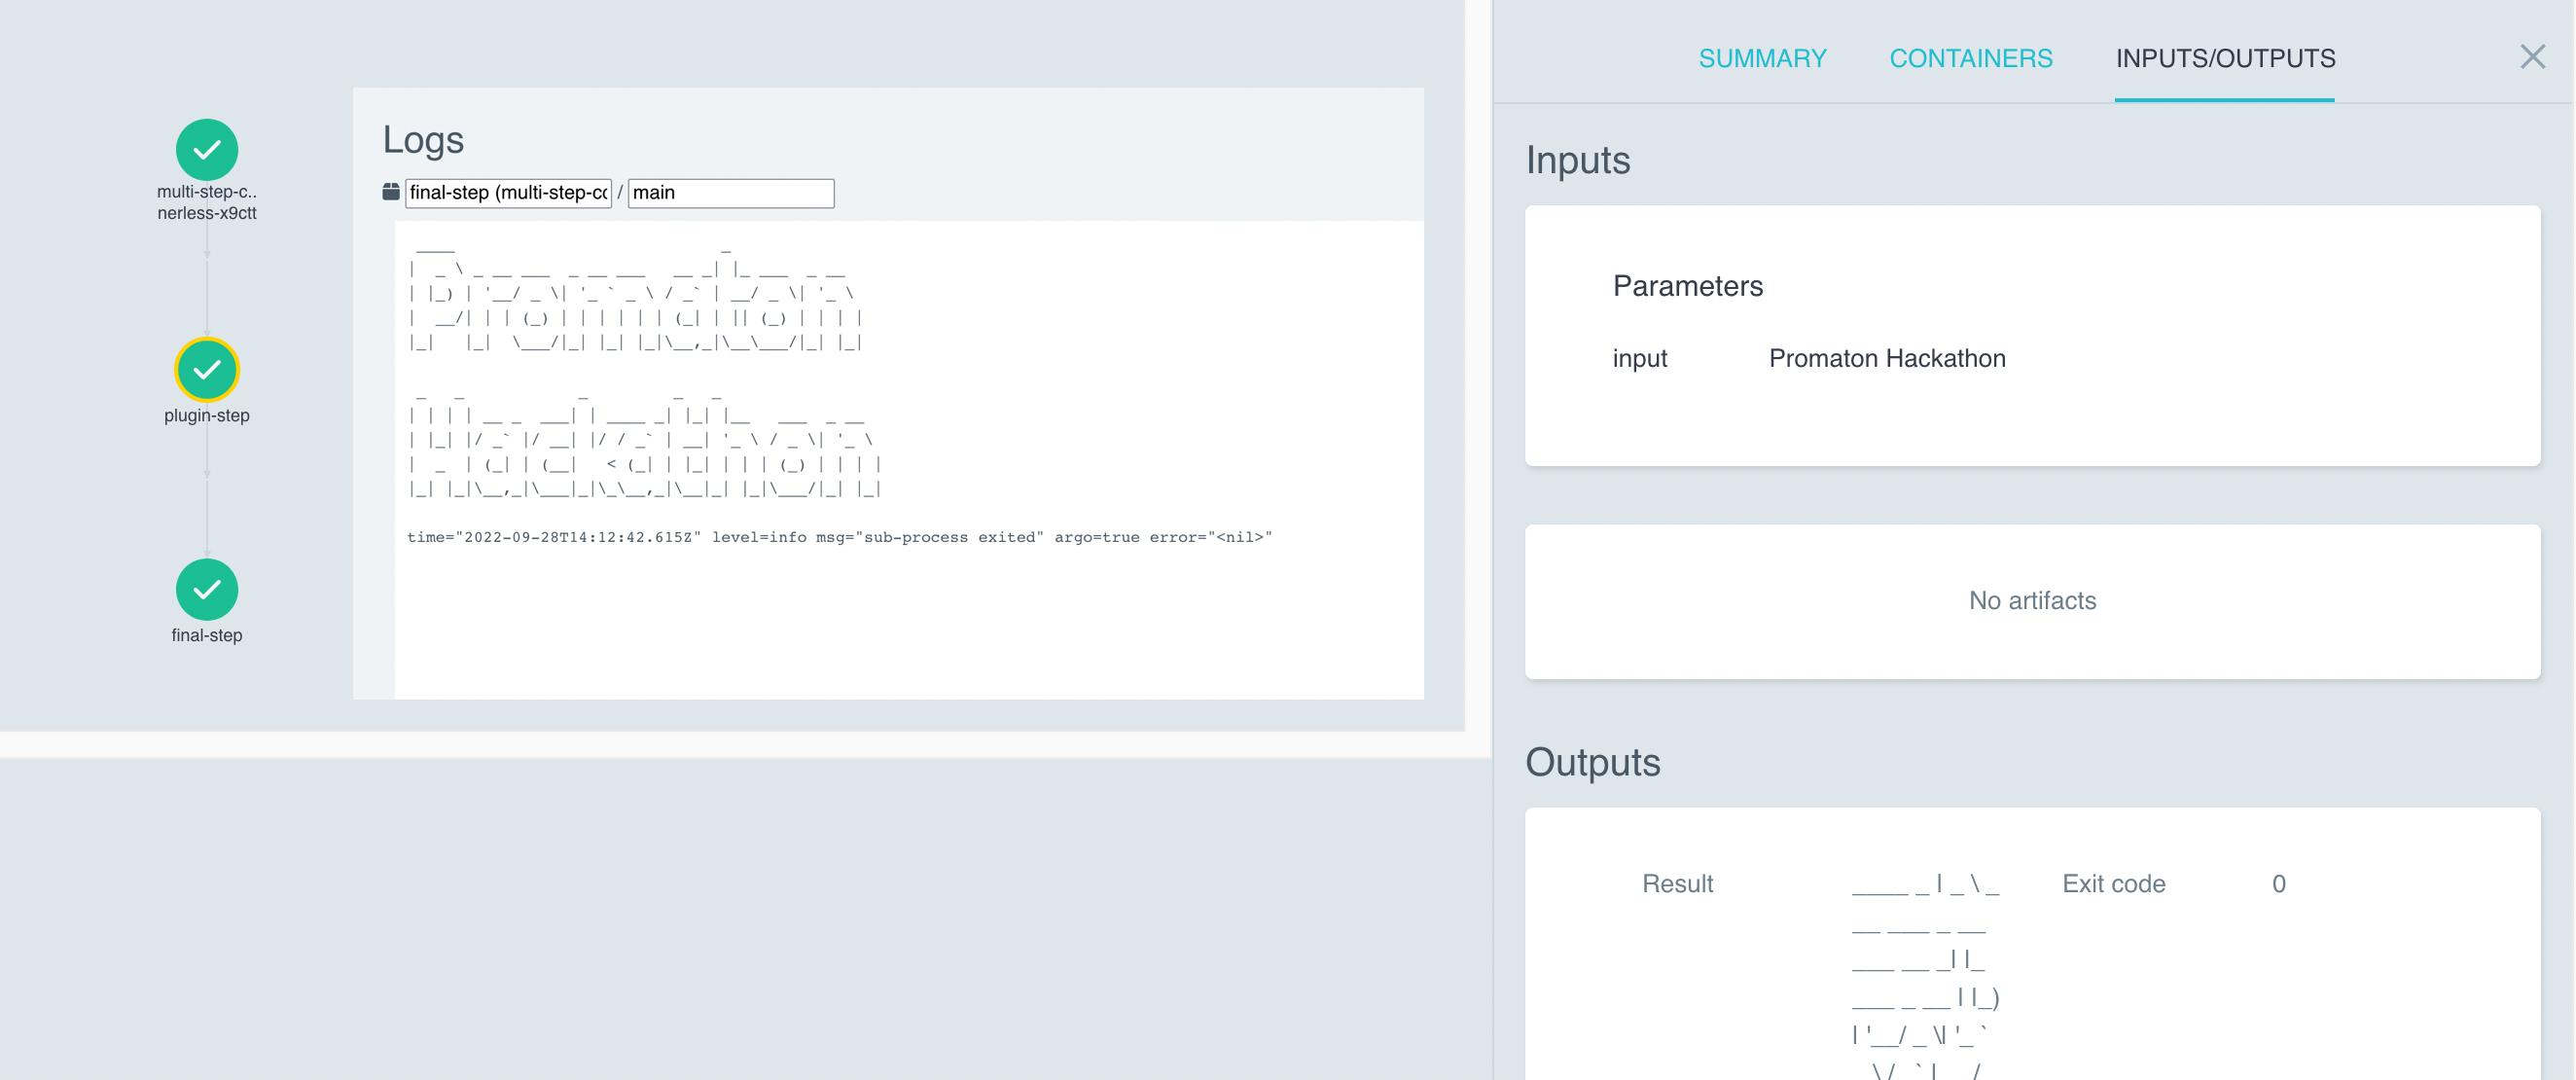 multi-step-c..
nerless-x9ctt
plugin-step
final-step
Logs
final-step (multi-step-co / main
 ____                            _
|  _ \ _ __ ___  _ __ ___   __ _| |_ ___  _ __
| |_) | '__/ _ \| '_ ` _ \ / _` | __/ _ \| '_ \
|  __/| | | (_) | | | | | | (_| | || (_) | | | |
|_|   |_|  \___/|_| |_| |_|\__,_|\__\___/|_| |_|
 _   _            _         _   _
| | | | __ _  ___| | ____ _| |_| |__   ___  _ __
| |_| |/ _` |/ __| |/ / _` | __| '_ \ / _ \| '_ \
|  _  | (_| | (__|   < (_| | |_| | | | (_) | | | |
|_| |_|\__,_|\___|_|\_\__,_|\__|_| |_|\___/|_| |_|
time="2022-09-28T14:12:42.615Z" level=info msg="sub-process exited" argo=true error="<nil>"
SUMMARY CONTAINERS INPUTS/OUTPUTS
Inputs
Parameters
input Promaton Hackathon
No artifacts
Outputs
Result ____ _ | _ \ _ Exit code 0
__ ___ _ __
___ __ _| |_
___ _ __ | |_)
| '__/ _ \| '_ `